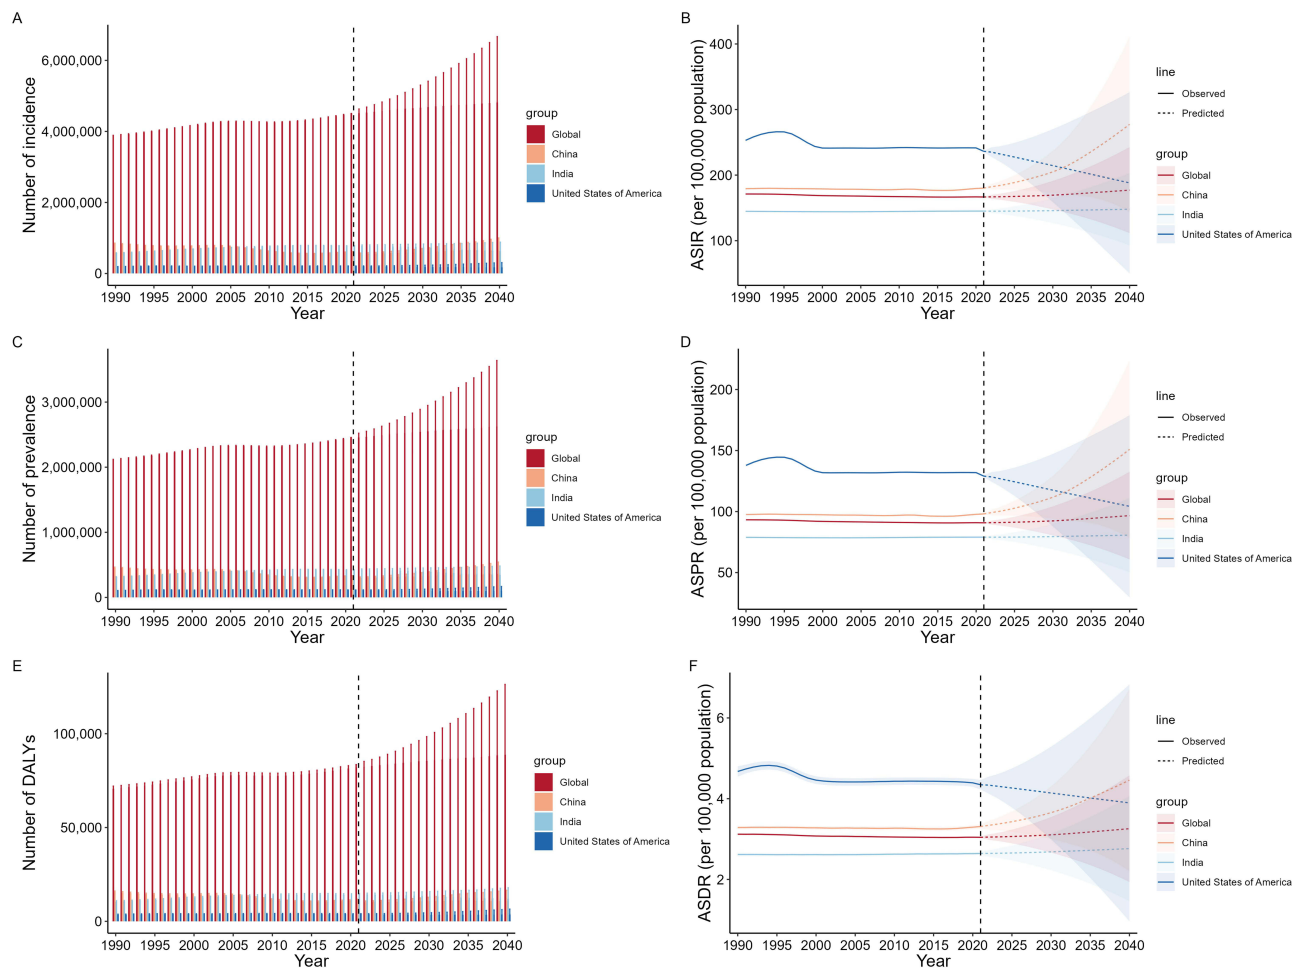 A
Number of incidence
6,000,000
4,000,000
2,000,000
0
1990 1995 2000 2005 2010 2015 2020 2025 2030 2035 2040
Year
group
Global
China
India
United States of America
B
ASIR (per 100,000 population)
400
300
200
100
1990 1995 2000 2005 2010 2015 2020 2025 2030 2035 2040
Year
line
Observed
Predicted
group
Global
China
India
United States of America
C
Number of prevalence
3,000,000
2,000,000
1,000,000
0
1990 1995 2000 2005 2010 2015 2020 2025 2030 2035 2040
Year
group
Global
China
India
United States of America
D
ASPR (per 100,000 population)
200
150
100
50
1990 1995 2000 2005 2010 2015 2020 2025 2030 2035 2040
Year
line
Observed
Predicted
group
Global
China
India
United States of America
E
Number of DALYs
100,000
50,000
0
1990 1995 2000 2005 2010 2015 2020 2025 2030 2035 2040
Year
group
Global
China
India
United States of America
F
ASDR (per 100,000 population)
6
4
2
1990 1995 2000 2005 2010 2015 2020 2025 2030 2035 2040
Year
line
Observed
Predicted
group
Global
China
India
United States of America